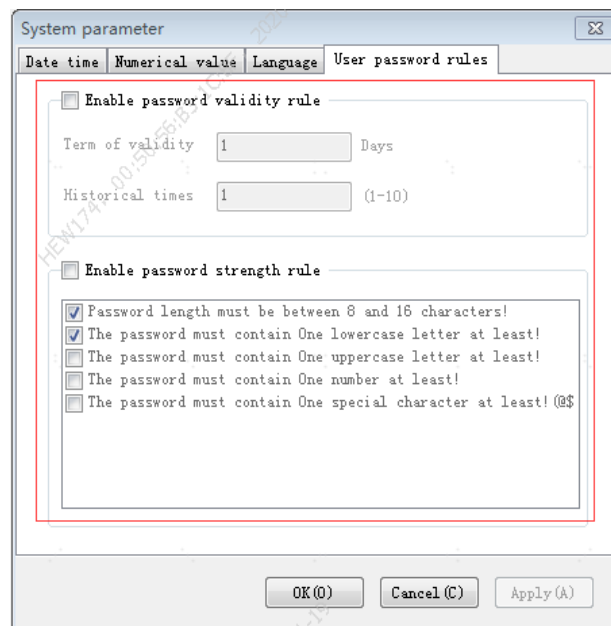 System parameter
Date time Numerical value Language User password rules
Enable password validity rule
Term of validity 1 Days
Historical times 1 (1-10)
Enable password strength rule
Password length must be between 8 and 16 characters!
The password must contain One lowercase letter at least!
The password must contain One uppercase letter at least!
The password must contain One number at least!
The password must contain One special character at least!(@$
OK(O) Cancel(C) Apply(A)